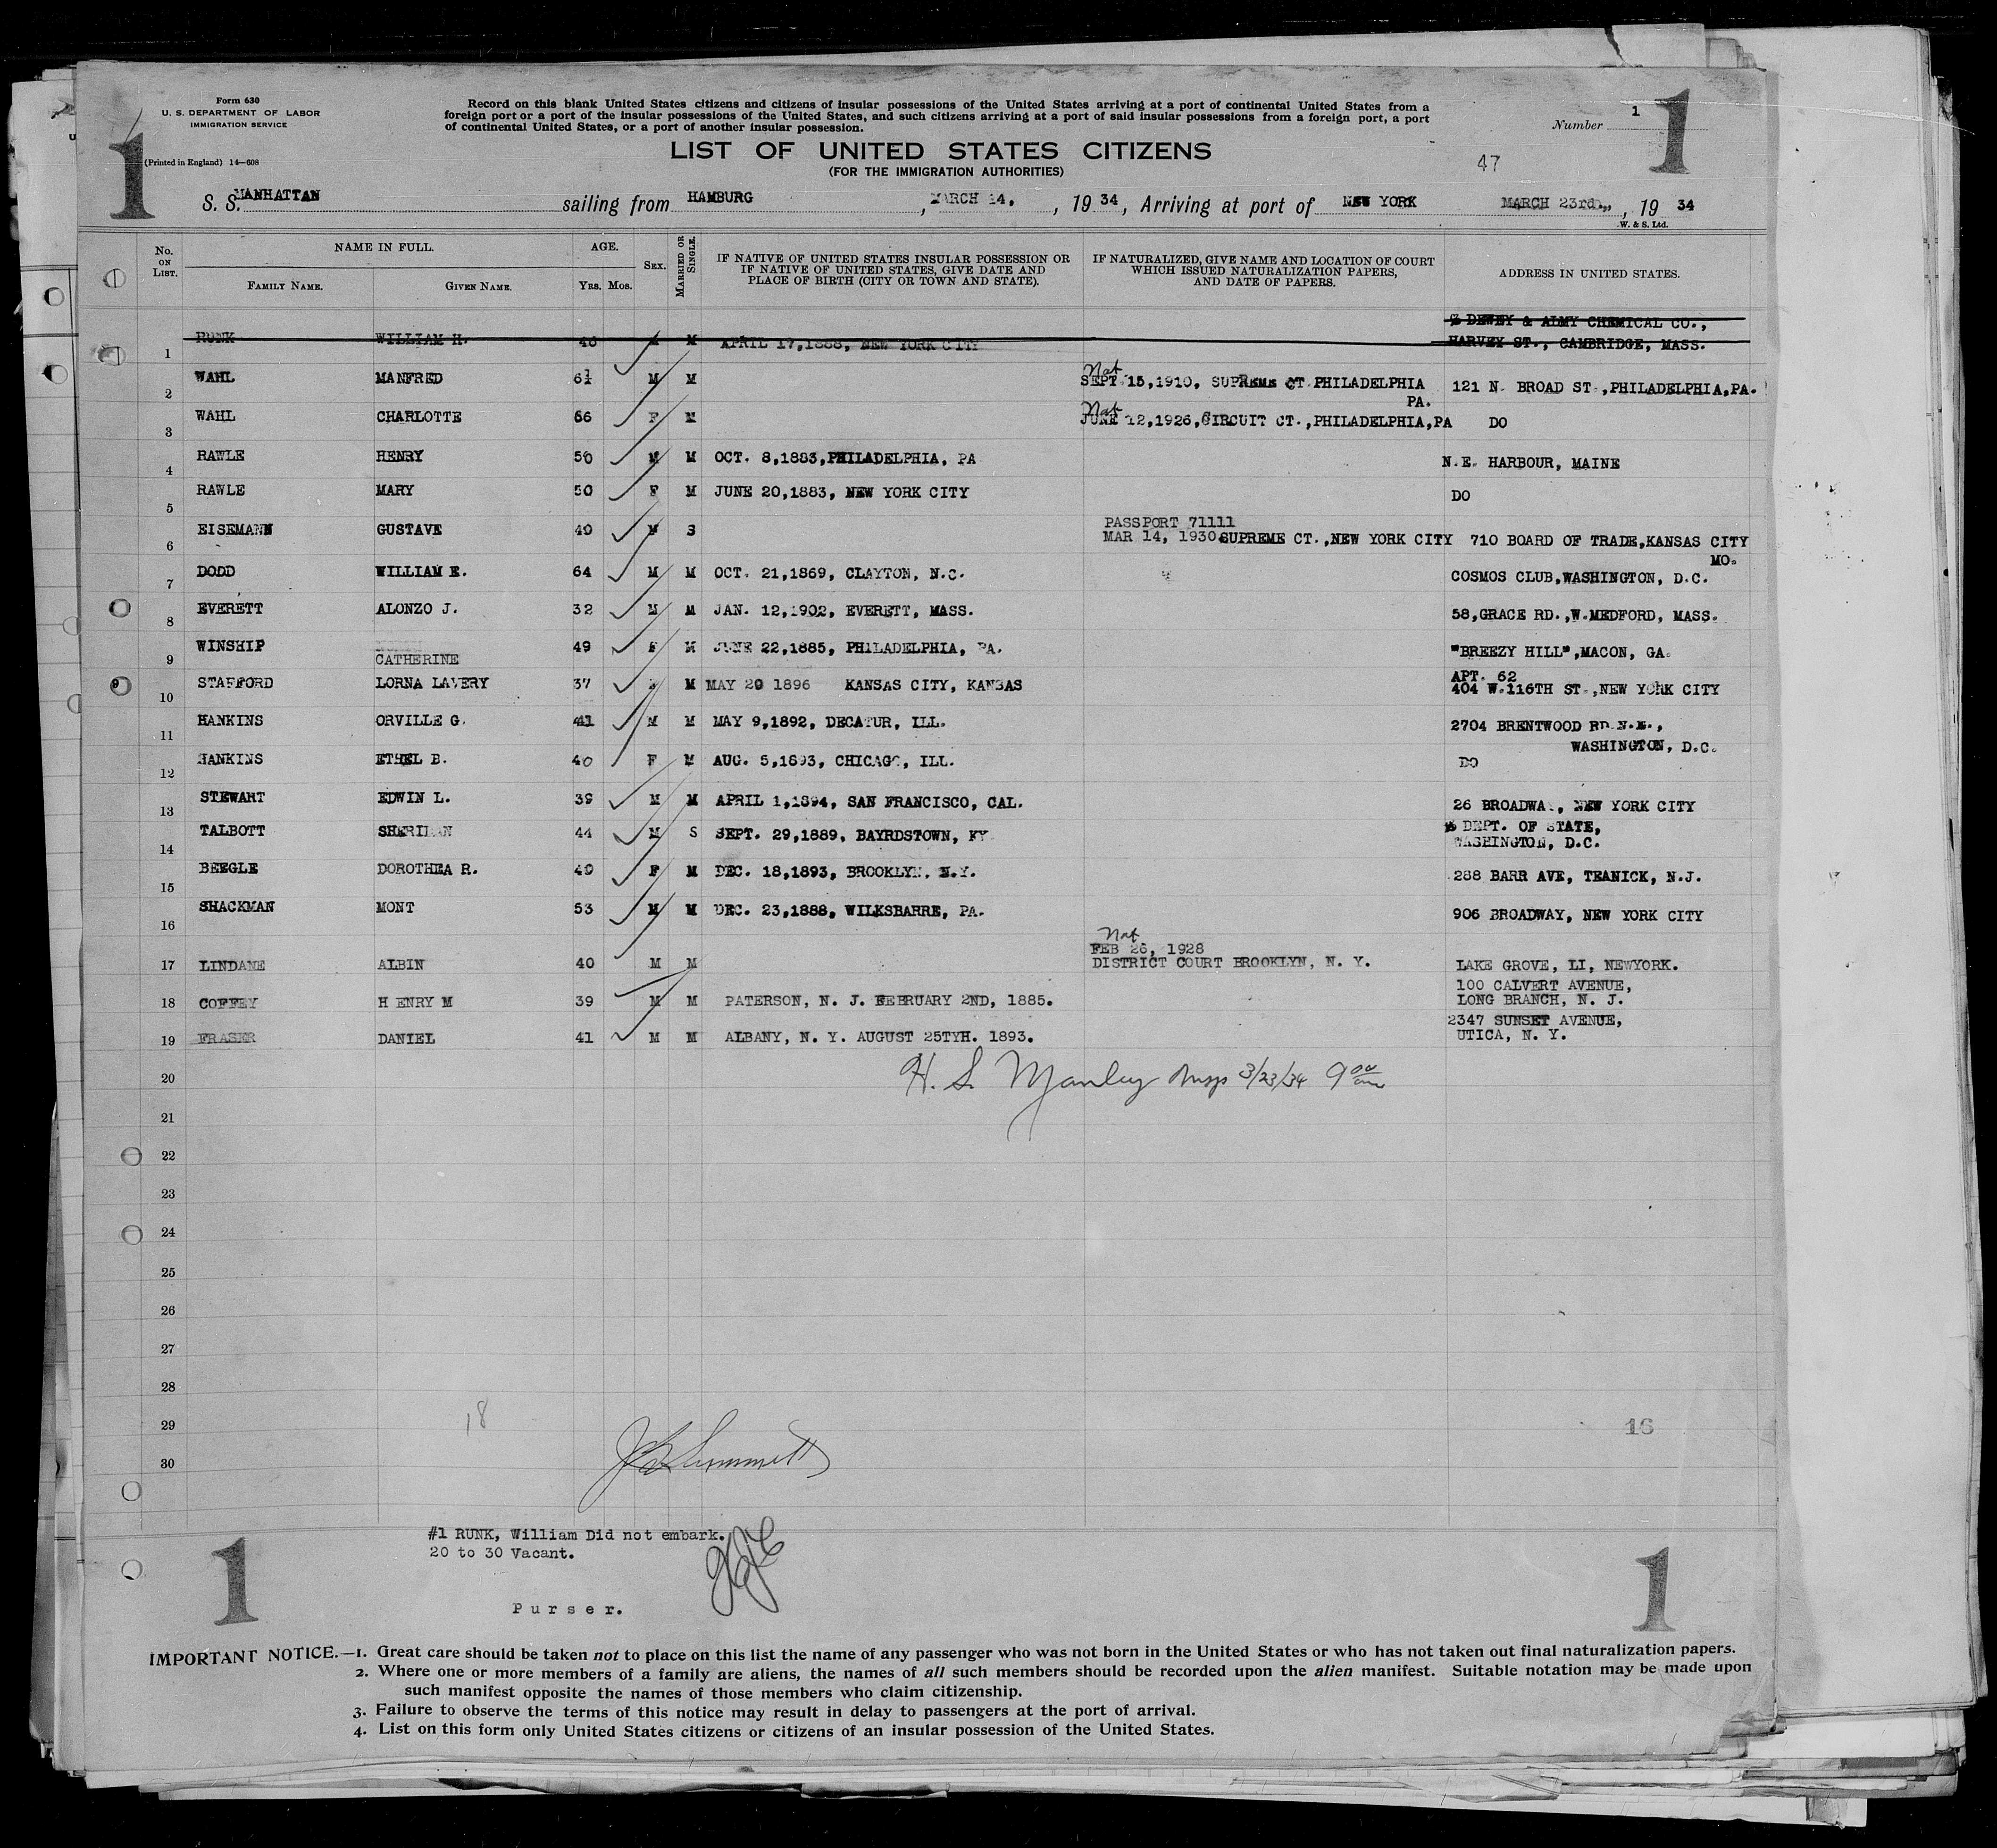 Form 630
U. S. DEPARTMENT OF LABOR
IMMIGRATION SERVICE
(Printed in England) 14—608
Record on this blank United States citizens and citizens of insular possessions of the United States arriving at a port of continental United States from a
foreign port or a port of the insular possessions of the United States, and such citizens arriving at a port of said insular possessions from a foreign port, a port
of continental United States, or a port of another insular possession.
Number 1
1
1
LIST OF UNITED STATES CITIZENS
(FOR THE IMMIGRATION AUTHORITIES)
47
S. S. MANHATTAN sailing from HAMBURG, MARCH 14, , 19 34, Arriving at port of NEW YORK MARCH 23rd., , 19 34
W. & S. Ltd.
No. ON LIST. NAME IN FULL. AGE. SEX. MARRIED OR SINGLE. IF NATIVE OF UNITED STATES INSULAR POSSESSION OR IF NATIVE OF UNITED STATES, GIVE DATE AND PLACE OF BIRTH (CITY OR TOWN AND STATE). IF NATURALIZED, GIVE NAME AND LOCATION OF COURT WHICH ISSUED NATURALIZATION PAPERS, AND DATE OF PAPERS. ADDRESS IN UNITED STATES.
FAMILY NAME. GIVEN NAME. YRS. MOS.
1 RUNK WILLIAM H. M APRIL 17,1888, NEW YORK CITY % DEWEY & ALMY CHEMICAL CO.,
HARVEY ST., CAMBRIDGE, MASS.
2 WAHL MANFRED 61 M M Nat SEPT 15,1910, SUPREME CT PHILADELPHIA PA. 121 N. BROAD ST.,PHILADELPHIA,PA.
3 WAHL CHARLOTTE 66 F M Nat JUNE 12,1926,CIRCUIT CT.,PHILADELPHIA,PA DO
4 RAWLE HENRY 50 M M OCT. 8,1883,PHILADELPHIA, PA N.E. HARBOUR, MAINE
5 RAWLE MARY 50 F M JUNE 20,1883, NEW YORK CITY DO
6 EISEMANN GUSTAVE 49 M S PASSPORT 71111
MAR 14, 1930.SUPREME CT.,NEW YORK CITY 710 BOARD OF TRADE,KANSAS CITY
MO.
7 DODD WILLIAM E. 64 M M OCT. 21,1869, CLAYTON, N.C. COSMOS CLUB,WASHINGTON, D.C.
8 EVERETT ALONZO J. 32 M M JAN. 12,1902, EVERETT, MASS. 58,GRACE RD.,W.MEDFORD, MASS.
9 WINSHIP CATHERINE 49 F M JUNE 22,1885, PHILADELPHIA, PA. "BREEZY HILL",MACON, GA.
10 STAFFORD LORNA LAVERY 37 M MAY 29 1896 KANSAS CITY, KANSAS APT. 62
404 W.116TH ST.,NEW YORK CITY
11 HANKINS ORVILLE G. 41 M M MAY 9,1892, DECATUR, ILL. 2704 BRENTWOOD RD.N.E.,
WASHINGTON, D.C.
12 HANKINS ETHEL B. 40 F M AUG. 5,1893, CHICAGO, ILL. DO
13 STEWART EDWIN L. 39 M M APRIL 1,1894, SAN FRANCISCO, CAL. 26 BROADWAY, NEW YORK CITY
14 TALBOTT SHERIDAN 44 M S SEPT. 29,1889, BAYRDSTOWN, KY % DEPT. OF STATE,
WASHINGTON, D.C.
15 BEEGLE DOROTHEA R. 40 F M DEC. 18,1893, BROOKLYN. N.Y. 288 BARR AVE, TEANICK, N.J.
16 SHACKMAN MONT 53 M M DEC. 23,1888, WILKSBARRE, PA. 906 BROADWAY, NEW YORK CITY
17 LINDANE ALBIN 40 M M Nat FEB 26, 1928
DISTRICT COURT BROOKLYN, N. Y. LAKE GROVE, LI, NEWYORK.
18 COFFEY H ENRY M 39 M M PATERSON, N. J. FEBRUARY 2ND, 1885. 100 CALVERT AVENUE,
LONG BRANCH, N. J.
19 FRASER DANIEL 41 M M ALBANY, N. Y. AUGUST 25TYH. 1893. 2347 SUNSET AVENUE,
UTICA, N. Y.
20 H. S. Manley Insp 3/23/34 9 00 am
21
22
23
24
25
26
27
28
29 18 16
30
#1 RUNK, William Did not embark.
20 to 30 Vacant.
Purser.
1
1
IMPORTANT NOTICE.—1. Great care should be taken not to place on this list the name of any passenger who was not born in the United States or who has not taken out final naturalization papers.
2. Where one or more members of a family are aliens, the names of all such members should be recorded upon the alien manifest. Suitable notation may be made upon
such manifest opposite the names of those members who claim citizenship.
3. Failure to observe the terms of this notice may result in delay to passengers at the port of arrival.
4. List on this form only United States citizens or citizens of an insular possession of the United States.